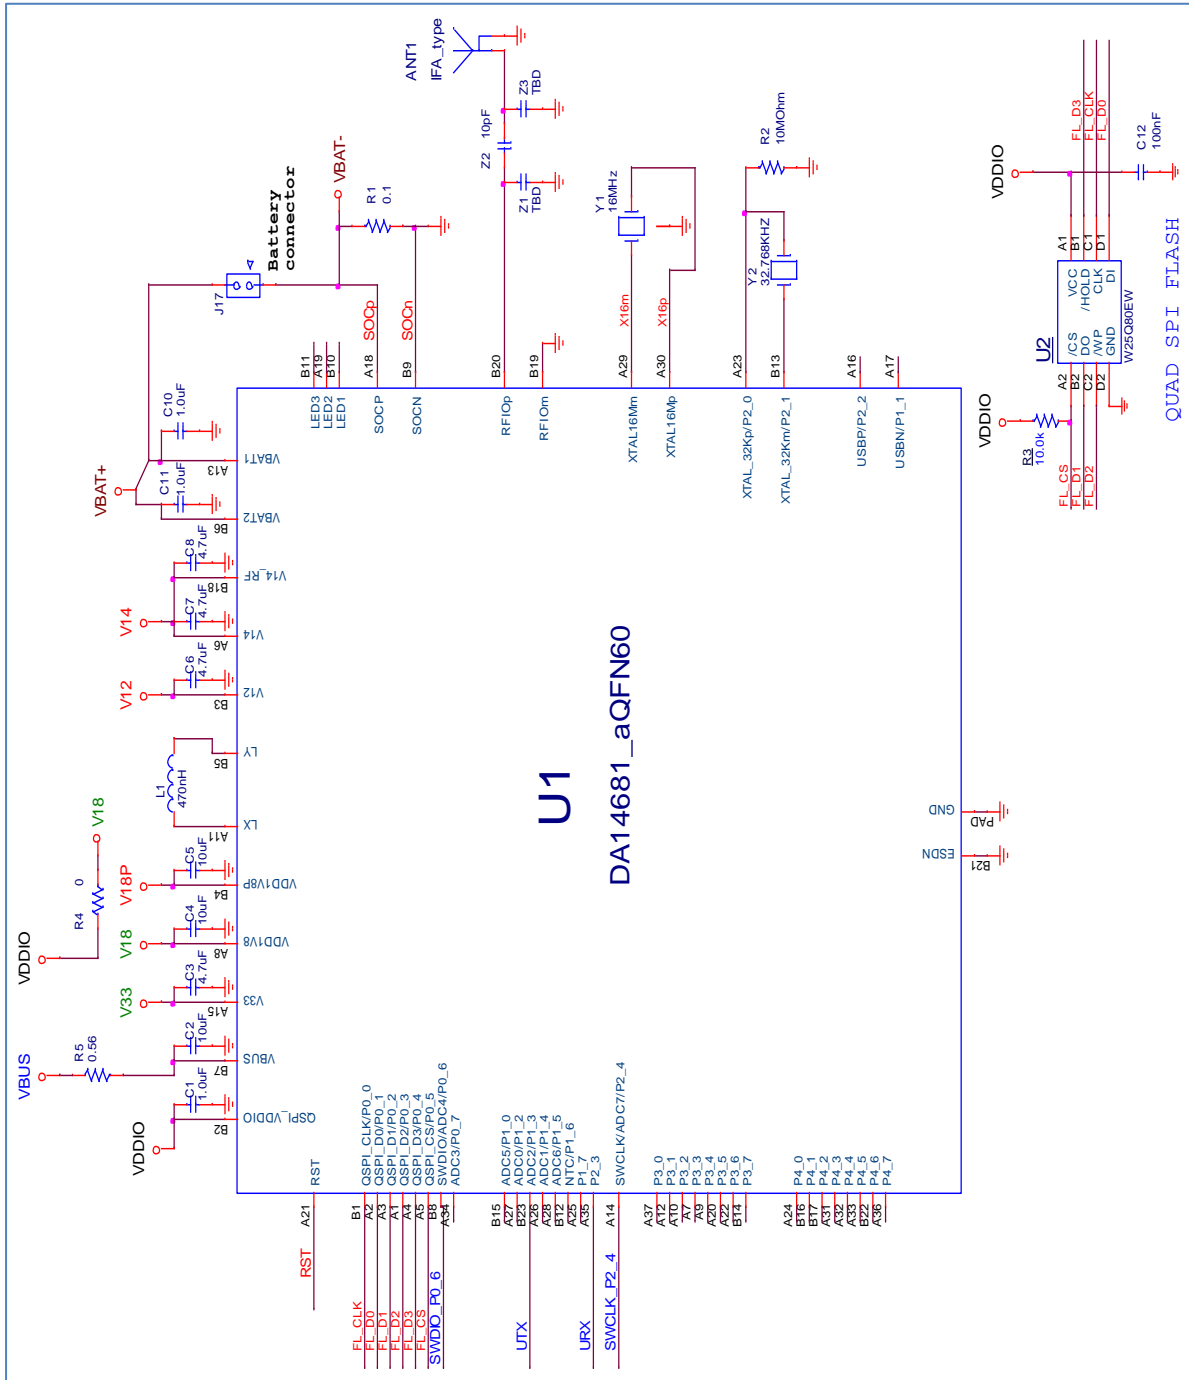 ANT1
IFA_type
Z3
TBD
10pF
Z2
Z1
TBD
VBAT-
R1
0.1
Battery
connector
J17
SOCp
SOCn
Y1
16MHz
X16m
X16p
R2
10MOhm
Y2
32.768KHZ
VDDIO
FL_D3
FL_CLK
FL_D0
C12
100nF
A1
B1
C1
D1
VCC
/HOLD
CLK
DI
/CS
DO
/WP
GND
W25Q80EW
U2
A2
B2
C2
D2
VDDIO
R3
10.0k
FL_CS
FL_D1
FL_D2
QUAD SPI FLASH
B11
A19
B10
A18
B9
B20
B19
A29
A30
A23
B13
A16
A17
LED3
LED2
LED1
SOCP
SOCN
RFIOp
RFIOm
XTAL16Mm
XTAL16Mp
XTAL_32Kp/P2_0
XTAL_32Km/P2_1
USBP/P2_2
USBN/P1_1
VBAT+
C10
1.0uF
C11
1.0uF
A13
VBAT1
B6
VBAT2
V14
C8
4.7uF
B18
V14_RF
C7
4.7uF
A6
V14
V12
C6
4.7uF
B3
V12
L1
470nH
B5
LY
A11
LX
V18
R4
0
VDDIO
V18P
C5
10uF
B4
VDD1V8P
V18
C4
10uF
A8
VDD1V8
V33
C3
4.7uF
A15
V33
VBUS
R5
0.56
C2
10uF
B7
VBUS
VDDIO
C1
1.0uF
B2
QSPI_VDDIO
U1
DA14681_aQFN60
GND
PAD
ESDN
B21
RST
QSPI_CLK/P0_0
QSPI_D0/P0_1
QSPI_D1/P0_2
QSPI_D2/P0_3
QSPI_D3/P0_4
QSPI_CS/P0_5
SWDIO/ADC4/P0_6
ADC3/P0_7
ADC5/P1_0
ADC0/P1_2
ADC2/P1_3
ADC1/P1_4
ADC6/P1_5
NTC/P1_6
P1_7
P2_3
SWCLK/ADC7/P2_4
P3_0
P3_1
P3_2
P3_3
P3_4
P3_5
P3_6
P3_7
P4_0
P4_1
P4_2
P4_3
P4_4
P4_5
P4_6
P4_7
A21
B1
A2
A3
A1
A4
A5
B8
A34
B15
A27
B23
A26
A28
B12
A25
A35
A14
A37
A12
A10
A7
A9
A20
A22
B14
A24
B16
B17
A31
A32
A33
B22
A36
RST
FL_CLK
FL_D0
FL_D1
FL_D2
FL_D3
FL_CS
SWDIO_P0_6
UTX
URX
SWCLK_P2_4